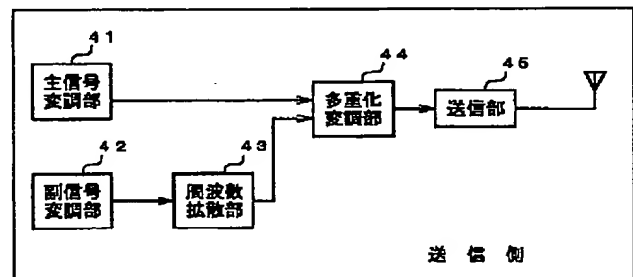 41
主信号
変調部
44
多重化
変調部
45
送信部
42
副信号
変調部
43
周波数
拡散部
送信側